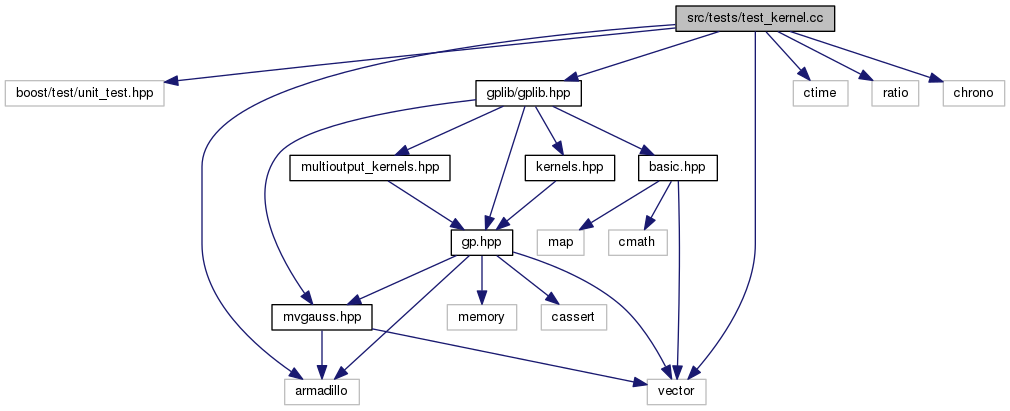 src/tests/test_kernel.cc
boost/test/unit_test.hpp
gplib/gplib.hpp
ctime
ratio
chrono
multioutput_kernels.hpp
kernels.hpp
basic.hpp
gp.hpp
map
cmath
mvgauss.hpp
memory
cassert
armadillo
vector